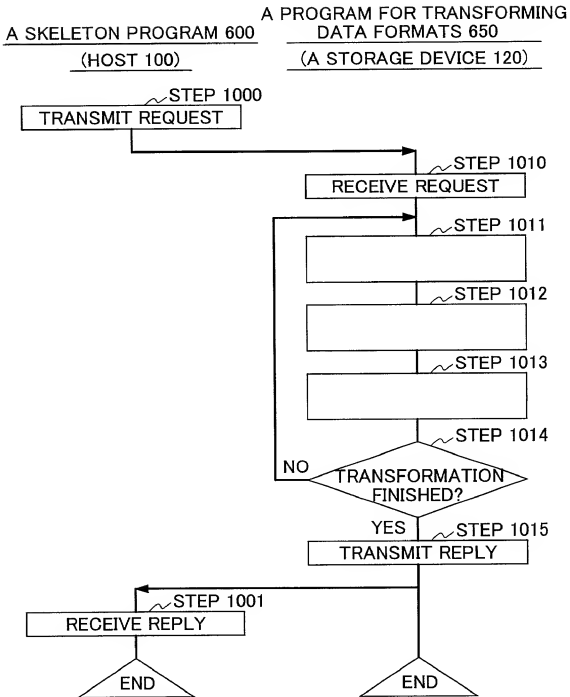 A SKELETON PROGRAM 600
(HOST 100)
A PROGRAM FOR TRANSFORMING
DATA FORMATS 650
(A STORAGE DEVICE 120)
STEP 1000
TRANSMIT REQUEST
STEP 1010
RECEIVE REQUEST
STEP 1011
STEP 1012
STEP 1013
STEP 1014
NO
TRANSFORMATION
FINISHED?
YES
STEP 1015
TRANSMIT REPLY
STEP 1001
RECEIVE REPLY
END
END